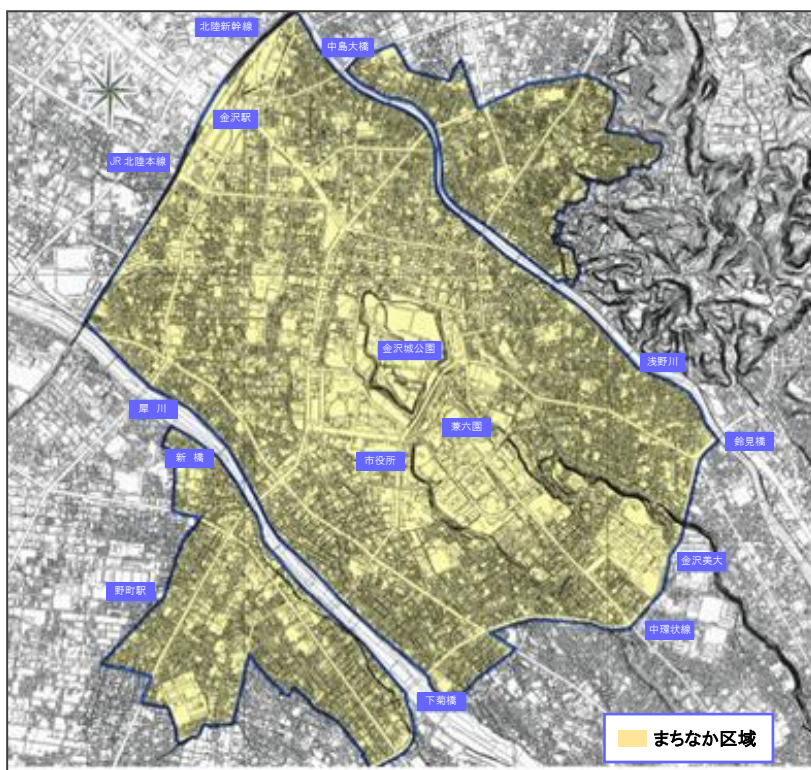 北陸新幹線
中島大橋
金沢駅
JR北陸本線
金沢城公園
浅野川
犀 川
兼六園
鈴見橋
新 橋
市役所
金沢美大
野町駅
中環状線
下菊橋
まちなか区域